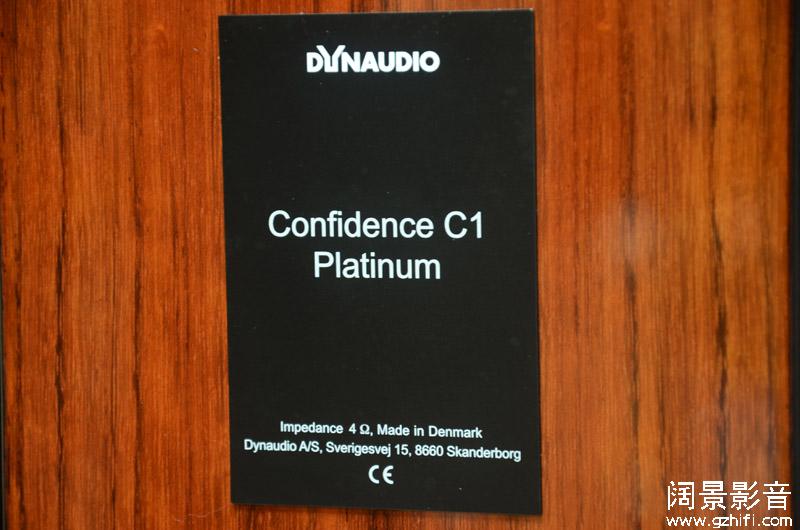 DYNAUDIO
Confidence C1
Platinum
Impedance 4 Ω, Made in Denmark
Dynaudio A/S, Sverigesvej 15, 8660 Skanderborg
CE
阔景影音
www.gzhifi.com